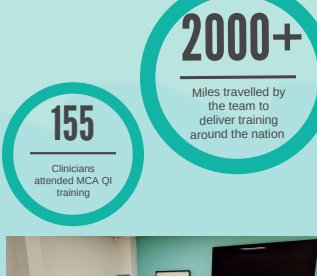 2000+
Miles travelled by
the team to
deliver training
around the nation
155
Clinicians
attended MCA QI
training